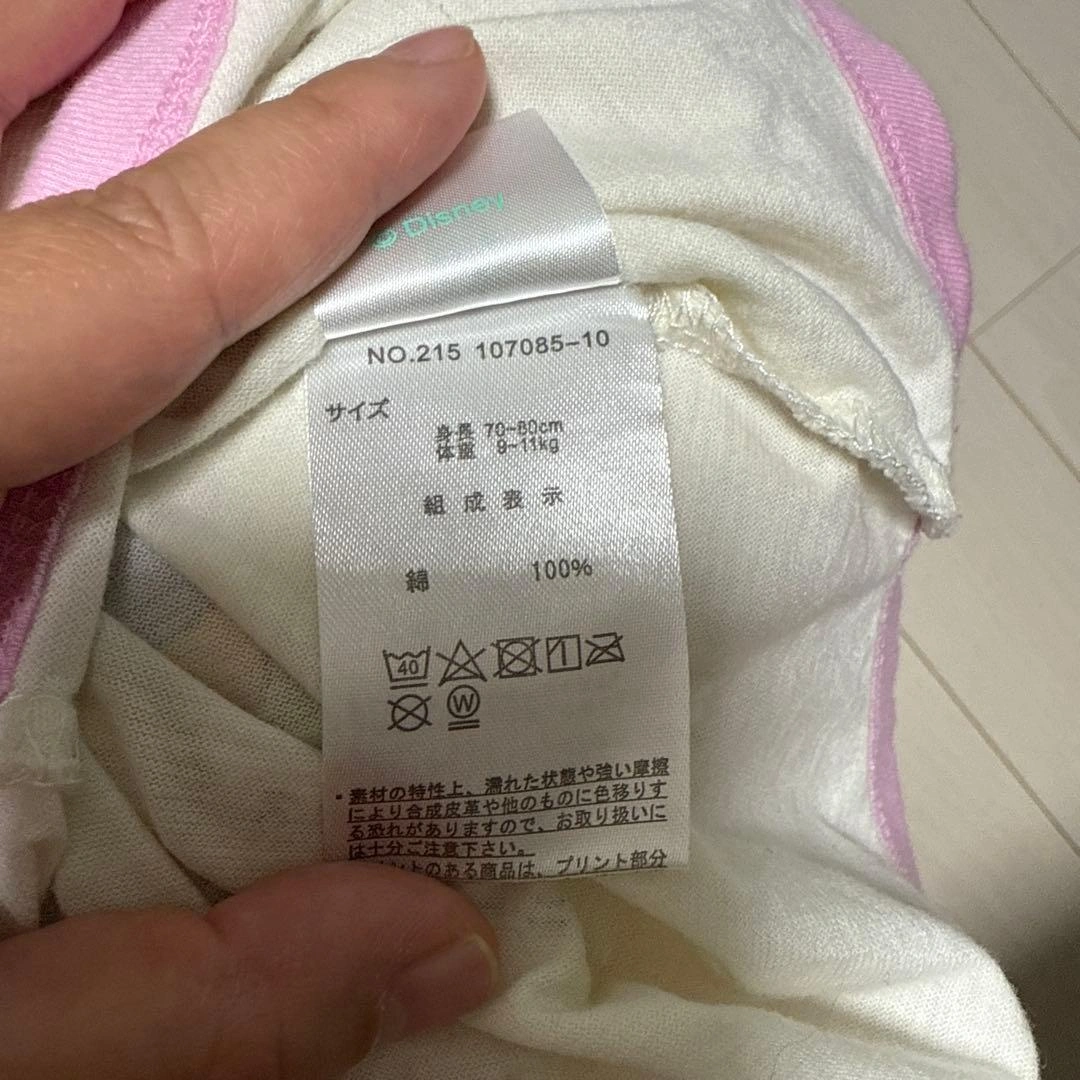 © Disney
NO.215 107085-10
サイズ
身長 70~80cm
体重 9~11kg
組成表示
綿 100%
40
W
・素材の特性上、濡れた状態や強い摩擦
により合成皮革や他のものに色移りす
る恐れがありますので、お取り扱いに
は十分ご注意下さい。
のある商品は、プリント部分